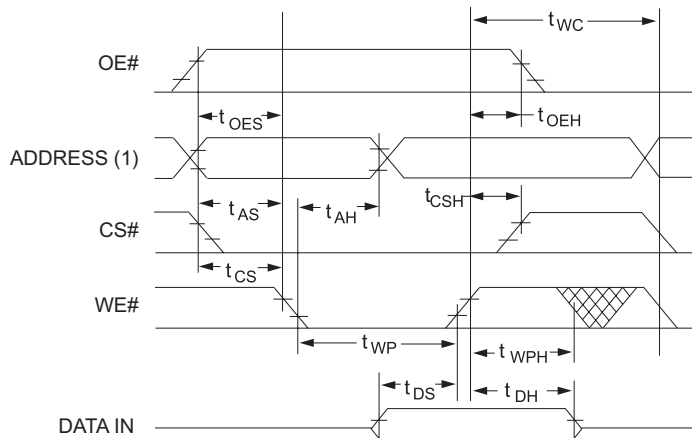 tWC
OE#
tOES
tOEH
ADDRESS (1)
tCSH
tAS
tAH
CS#
tCS
WE#
tWP
tWPH
tDS
tDH
DATA IN